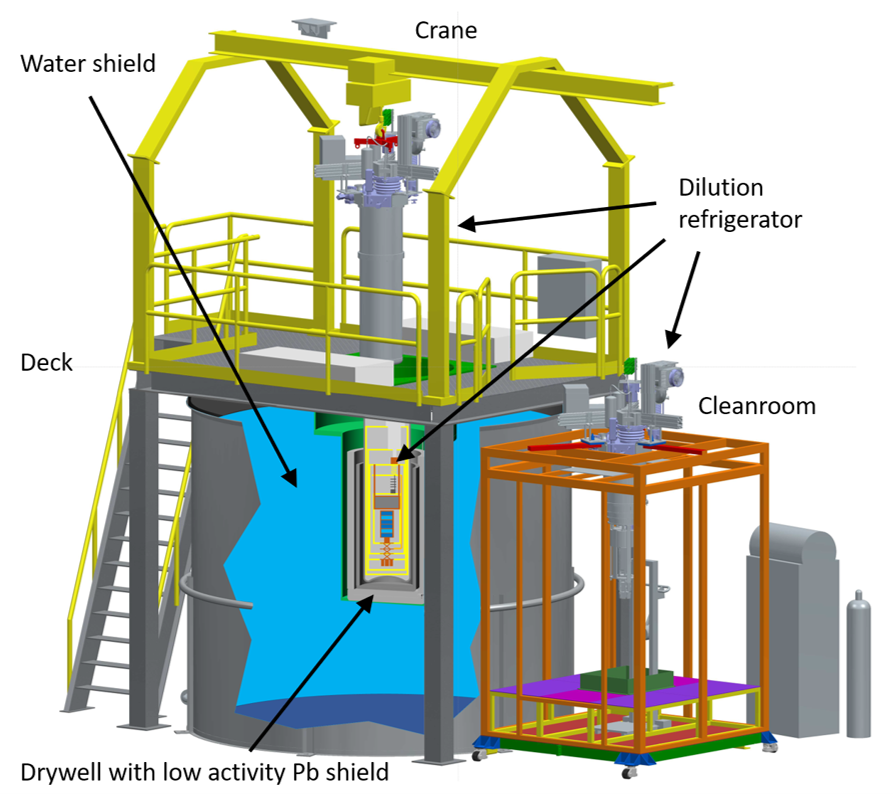 Crane
Water shield
Dilution
refrigerator
Deck
Cleanroom
Drywell with low activity Pb shield